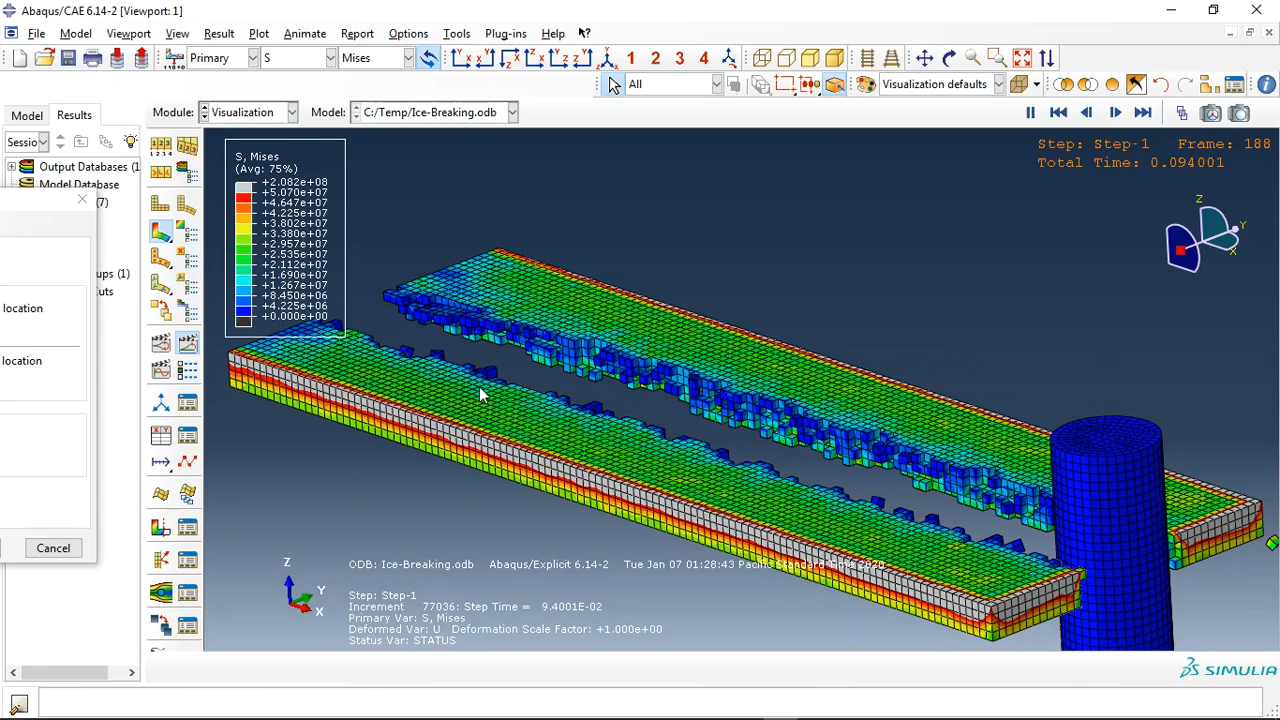 Abaqus/CAE 6.14-2 [Viewport: 1]
File Model Viewport View Result Plot Animate Report Options Tools Plug-ins Help
Primary S Mises 1 2 3 4
All Visualization defaults
Model Results
Module: Visualization Model: C:/Temp/Ice-Breaking.odb
Sessio
Output Databases (1
Model Database
(7)
ups (1)
Cuts
location
location
Cancel
S, Mises
(Avg: 75%)
+2.082e+08
+5.070e+07
+4.647e+07
+4.225e+07
+3.802e+07
+3.380e+07
+2.957e+07
+2.535e+07
+2.112e+07
+1.690e+07
+1.267e+07
+8.450e+06
+4.225e+06
+0.000e+00
Step: Step-1 Frame: 188
Total Time: 0.094001
Z
Y
X
Z
Y
X
ODB: Ice-Breaking.odb Abaqus/Explicit 6.14-2 Tue Jan 07 01:28:43 Pacific Standard Time 2020
Step: Step-1
Increment 77036: Step Time = 9.4001E-02
Primary Var: S, Mises
Deformed Var: U Deformation Scale Factor: +1.000e+00
Status Var: STATUS
SIMULIA